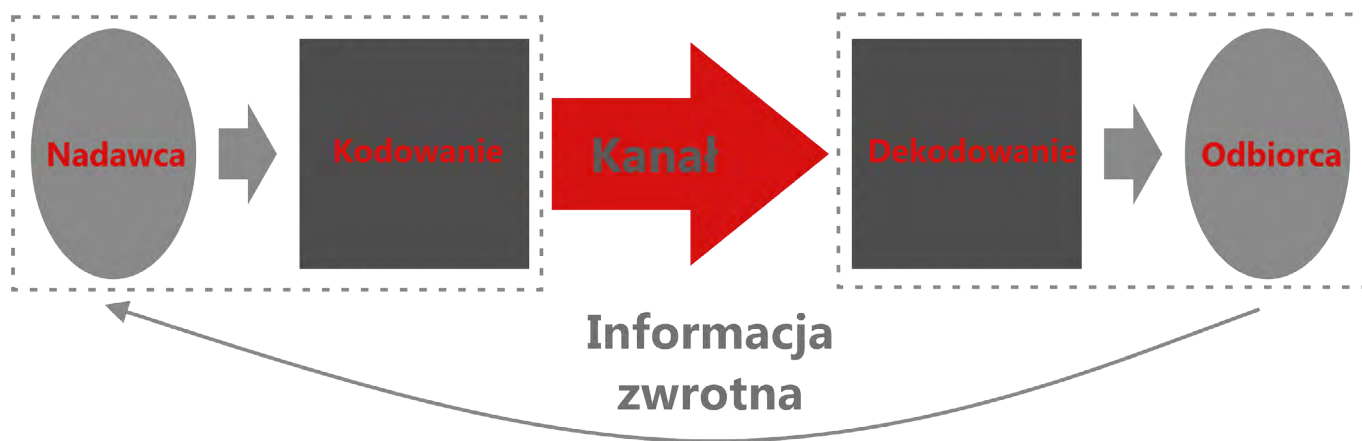 Nadawca
Kodowanie
Kanał
Dekodowanie
Odbiorca
Informacja
zwrotna